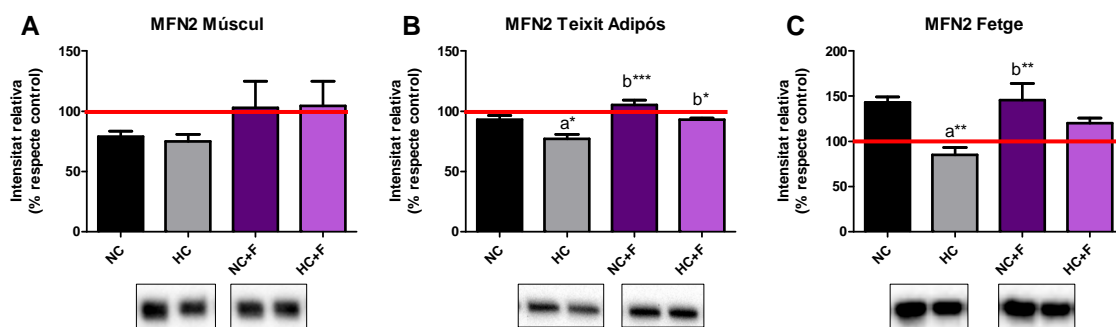 A
MFN2 Múscul
Intensitat relativa
(% respecte control)
150
100
50
0
NC
HC
NC+F
HC+F
B
MFN2 Teixit Adipós
Intensitat relativa
(% respecte control)
150
100
50
0
a*
b***
b*
NC
HC
NC+F
HC+F
C
MFN2 Fetge
Intensitat relativa
(% respecte control)
200
150
100
50
0
a**
b**
NC
HC
NC+F
HC+F